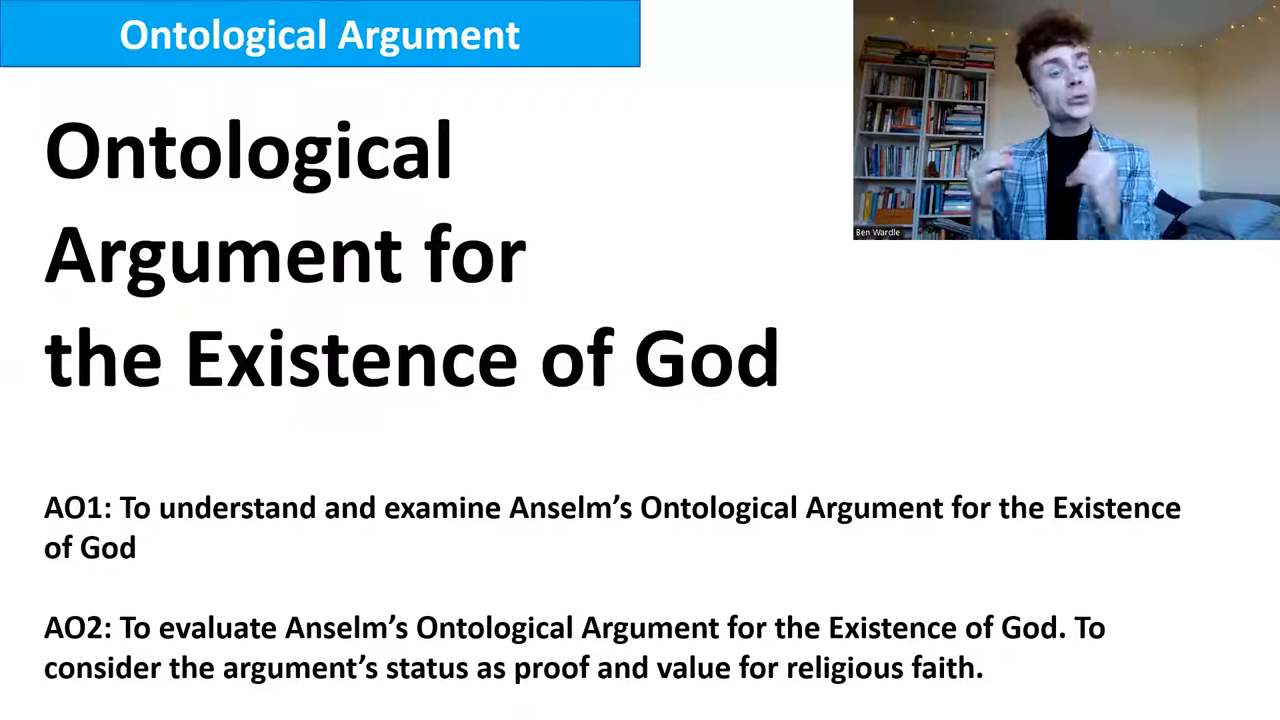 Ontological Argument
Ontological
Argument for
the Existence of God
Ben Wardle
AO1: To understand and examine Anselm’s Ontological Argument for the Existence
of God
AO2: To evaluate Anselm’s Ontological Argument for the Existence of God. To
consider the argument’s status as proof and value for religious faith.